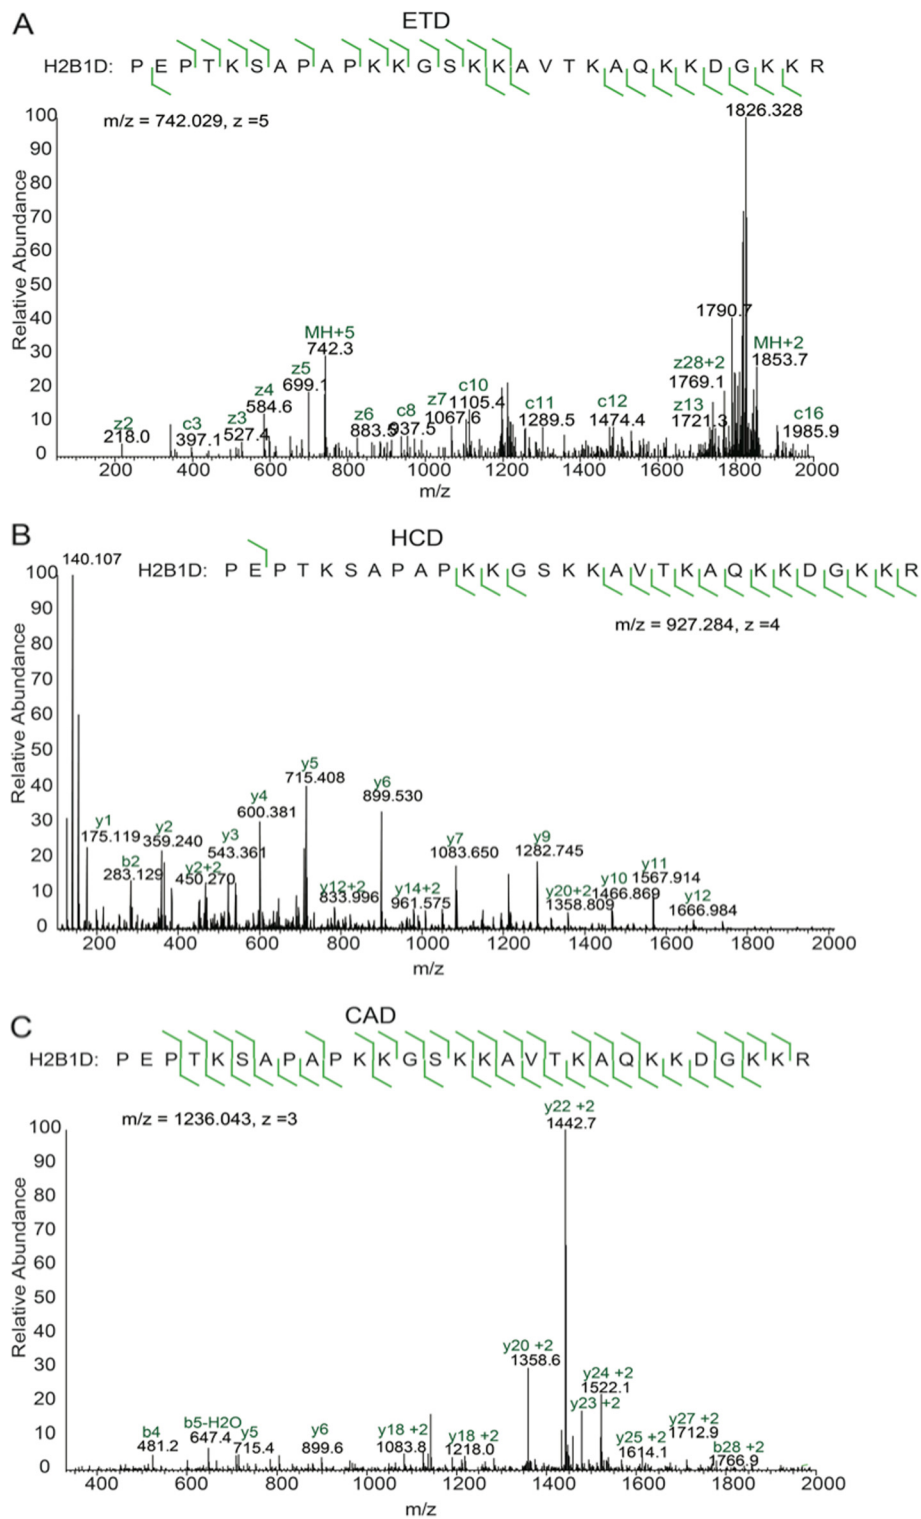 A
ETD
H2B1D: P E P T K S A P A P K K G S K K A V T K A Q K K D G K K R
m/z = 742.029, z =5
1826.328
100
90
80
70
60
50
40
30
20
10
0
Relative Abundance
1790.7
MH+5
742.3
MH+2
1853.7
z5
699.1
z28+2
1769.1
z4
584.6
c10
1105.4
z7
1067.6
z2
218.0
c3
397.1
z3
527.4
z6
883.5
c8
937.5
c11
1289.5
c12
1474.4
z13
1721.3
c16
1985.9
200 400 600 800 1000 1200 1400 1600 1800 2000
m/z
B
HCD
140.107
H2B1D: P E P T K S A P A P K K G S K K A V T K A Q K K D G K K R
m/z = 927.284, z =4
100
90
80
70
60
50
40
30
20
10
0
Relative Abundance
y5
715.408
y6
899.530
y4
600.381
y1
175.119
y2
359.240
y3
543.361
b2
283.129
y2+2
450.270
y7
1083.650
y9
1282.745
y12+2
833.996
y14+2
961.575
y20+2
1358.809
y10
1466.869
y11
1567.914
y12
1666.984
200 400 600 800 1000 1200 1400 1600 1800 2000
m/z
C
CAD
H2B1D: P E P T K S A P A P K K G S K K A V T K A Q K K D G K K R
m/z = 1236.043, z =3
y22 +2
1442.7
100
90
80
70
60
50
40
30
20
10
0
Relative Abundance
y20 +2
1358.6
y24 +2
1522.1
y23 +2
b4
481.2
b5-H2O
647.4
y5
715.4
y6
899.6
y18 +2
1083.8
y18 +2
1218.0
y25 +2
1614.1
y27 +2
1712.9
b28 +2
1766.9
400 600 800 1000 1200 1400 1600 1800 2000
m/z